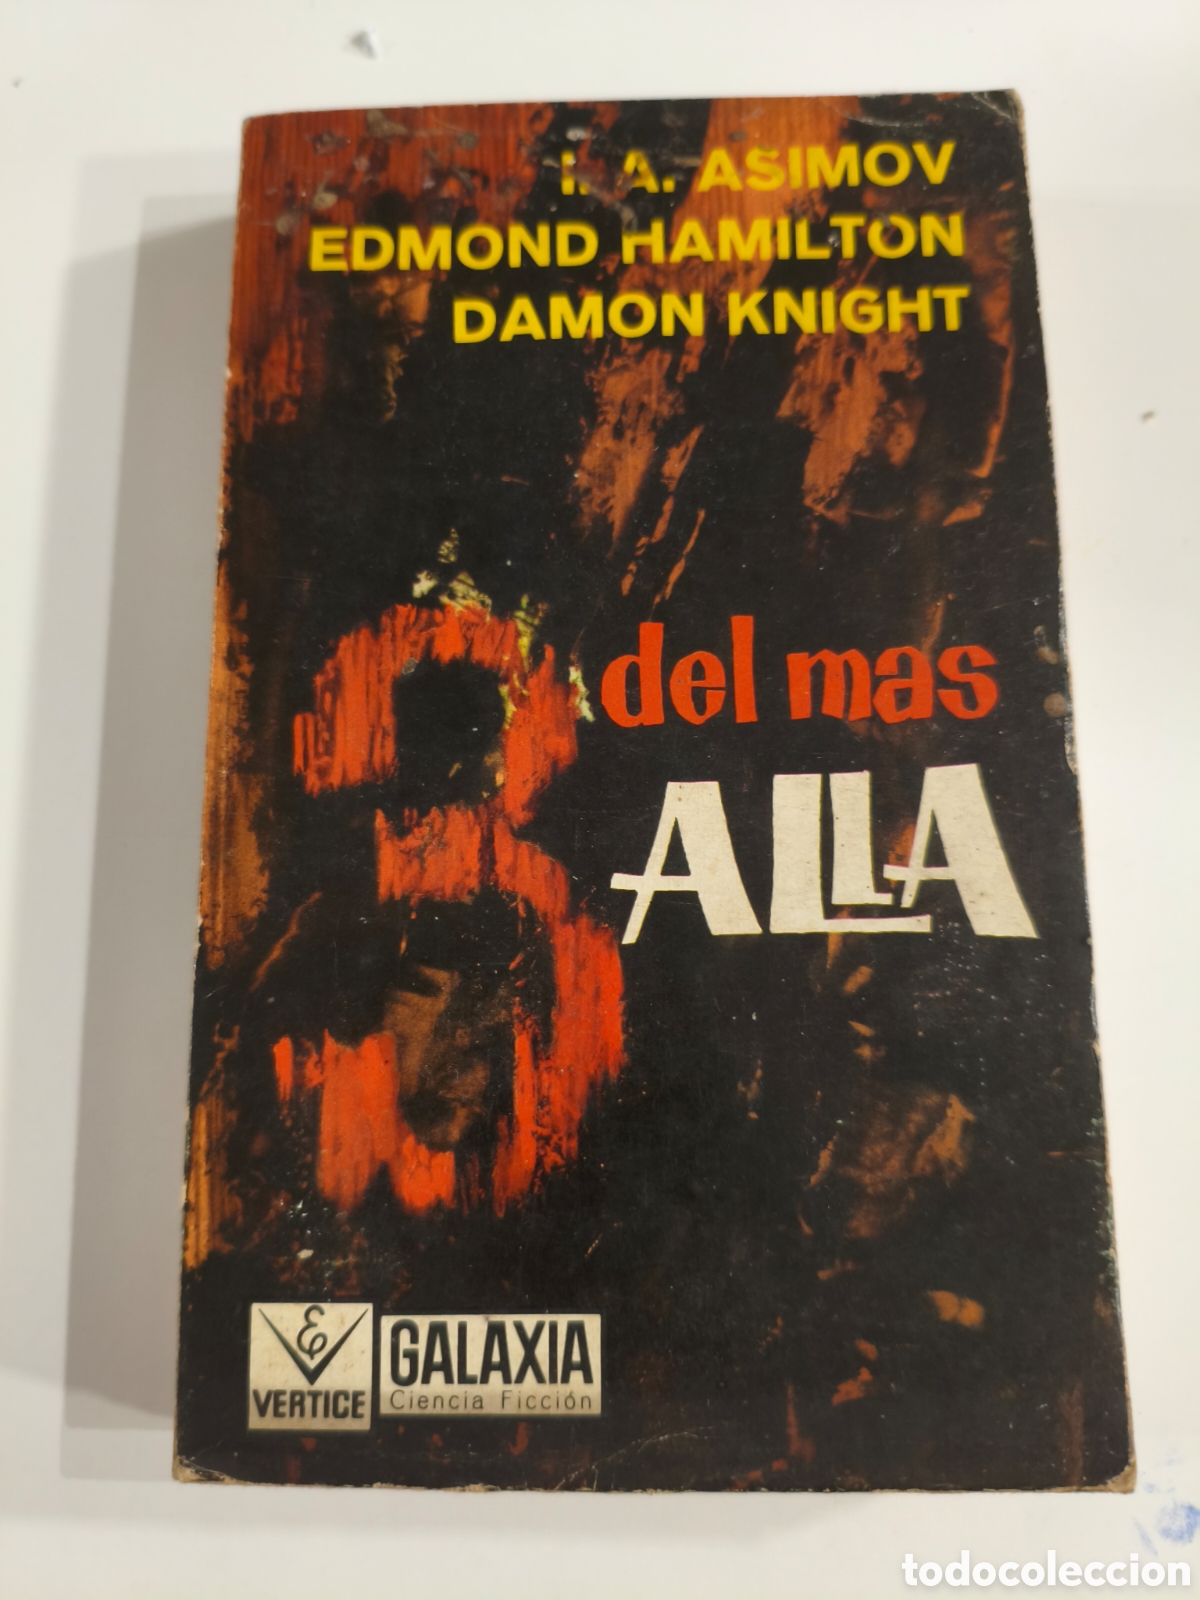 I. A. ASIMOV
EDMOND HAMILTON
DAMON KNIGHT
3 del mas
ALLA
VERTICE
GALAXIA
Ciencia Ficción
todocoleccion